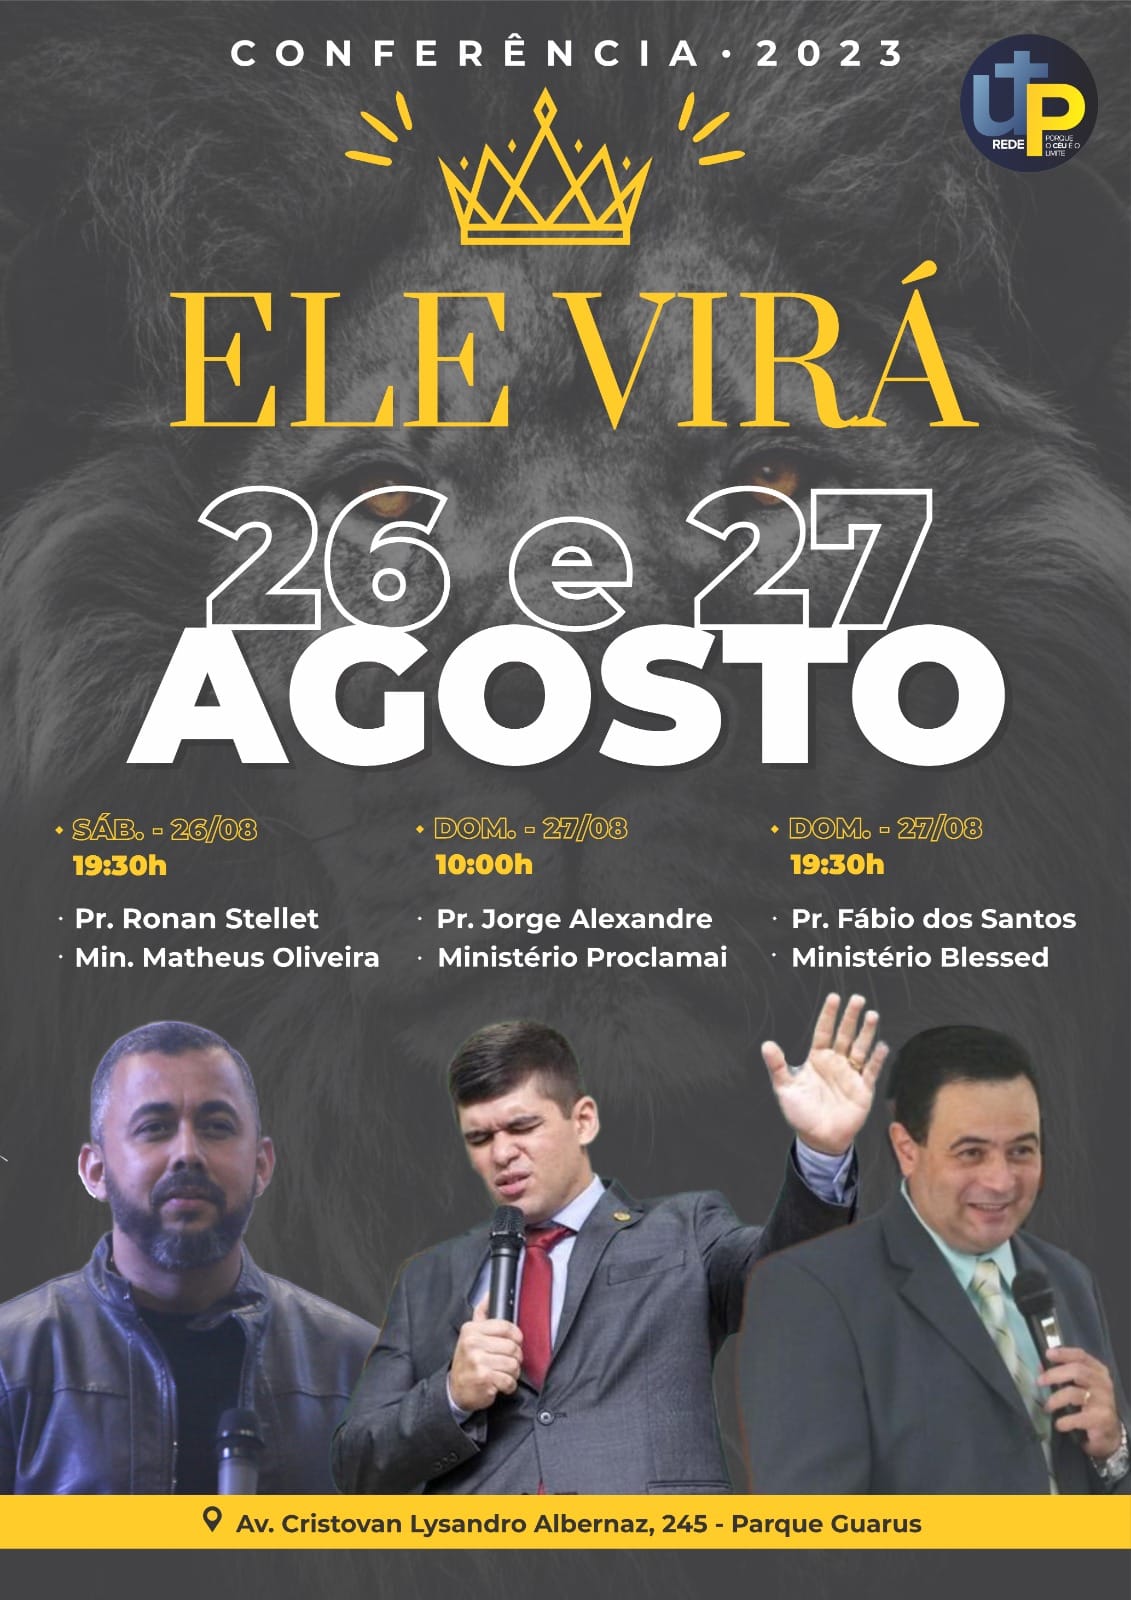 CONFERÊNCIA • 2023
UTP
REDE
PORQUE
O CÉU É O
LIMITE
ELE VIRÁ
26 e 27
AGOSTO
SÁB. - 26/08
19:30h
· Pr. Ronan Stellet
· Min. Matheus Oliveira
DOM. - 27/08
10:00h
· Pr. Jorge Alexandre
· Ministério Proclamai
DOM. - 27/08
19:30h
· Pr. Fábio dos Santos
· Ministério Blessed
Av. Cristovan Lysandro Albernaz, 245 - Parque Guarus